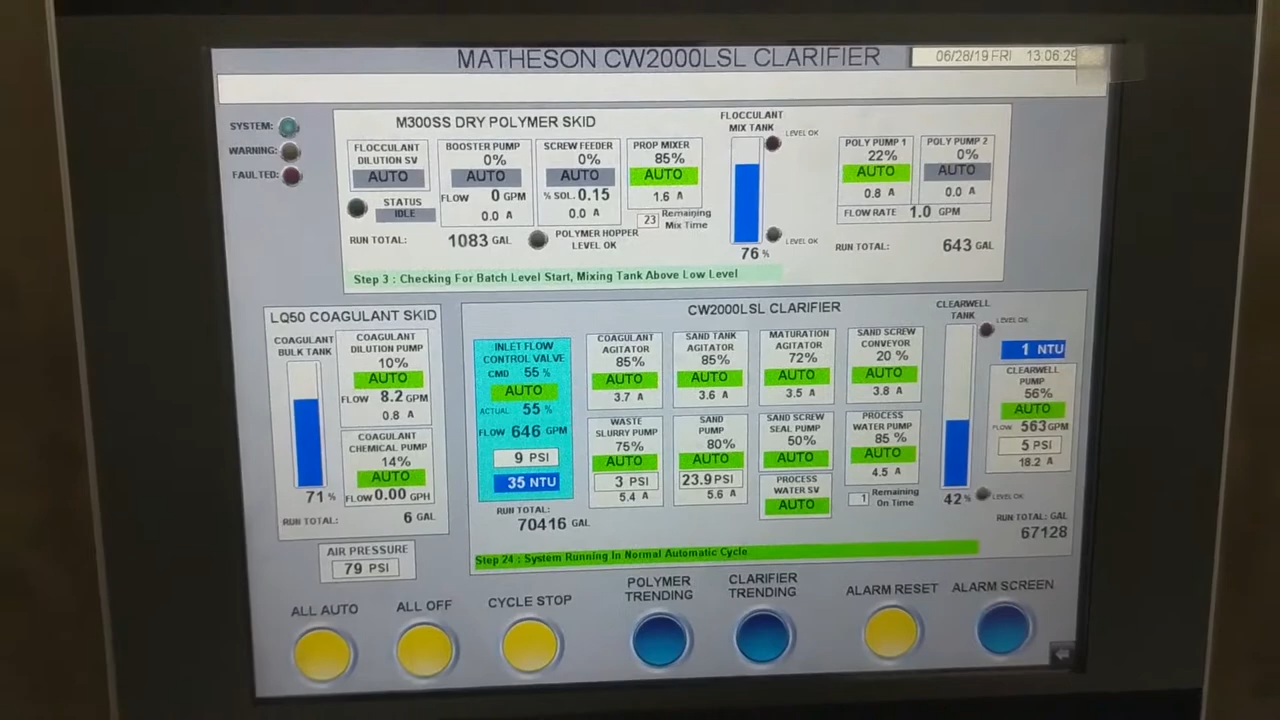 MATHESON CW2000LSL CLARIFIER
06/28/19 FRI 13:06:29
SYSTEM:
WARNING:
FAULTED:
M300SS DRY POLYMER SKID
FLOCCULANT
DILUTION SV
AUTO
STATUS
IDLE
BOOSTER PUMP
0%
AUTO
FLOW 0 GPM
0.0 A
SCREW FEEDER
0%
AUTO
% SOL. 0.15
0.0 A
PROP MIXER
85%
AUTO
1.6 A
23 Remaining
Mix Time
RUN TOTAL: 1083 GAL
POLYMER HOPPER
LEVEL OK
FLOCCULANT
MIX TANK
LEVEL OK
LEVEL OK
76 %
POLY PUMP 1
22%
AUTO
0.8 A
POLY PUMP 2
0%
AUTO
0.0 A
FLOW RATE 1.0 GPM
RUN TOTAL: 643 GAL
Step 3 : Checking For Batch Level Start, Mixing Tank Above Low Level
LQ50 COAGULANT SKID
COAGULANT
BULK TANK
71 %
COAGULANT
DILUTION PUMP
10%
AUTO
FLOW 8.2 GPM
0.8 A
COAGULANT
CHEMICAL PUMP
14%
AUTO
FLOW 0.00 GPH
RUN TOTAL: 6 GAL
AIR PRESSURE
79 PSI
CW2000LSL CLARIFIER
INLET FLOW
CONTROL VALVE
CMD 55 %
AUTO
ACTUAL 55 %
FLOW 646 GPM
9 PSI
35 NTU
RUN TOTAL:
70416 GAL
COAGULANT
AGITATOR
85%
AUTO
3.7 A
SAND TANK
AGITATOR
85%
AUTO
3.6 A
MATURATION
AGITATOR
72%
AUTO
3.5 A
SAND SCREW
CONVEYOR
20 %
AUTO
3.8 A
WASTE
SLURRY PUMP
75%
AUTO
3 PSI
5.4 A
SAND
PUMP
80%
AUTO
23.9 PSI
5.6 A
SAND SCREW
SEAL PUMP
50%
AUTO
PROCESS
WATER SV
AUTO
PROCESS
WATER PUMP
85 %
AUTO
4.5 A
1 Remaining
On Time
CLEARWELL
TANK
LEVEL OK
LEVEL OK
42 %
1 NTU
CLEARWELL
PUMP
56%
AUTO
FLOW 563 GPM
5 PSI
18.2 A
RUN TOTAL: GAL
67128
Step 24 : System Running In Normal Automatic Cycle
ALL AUTO
ALL OFF
CYCLE STOP
POLYMER
TRENDING
CLARIFIER
TRENDING
ALARM RESET
ALARM SCREEN